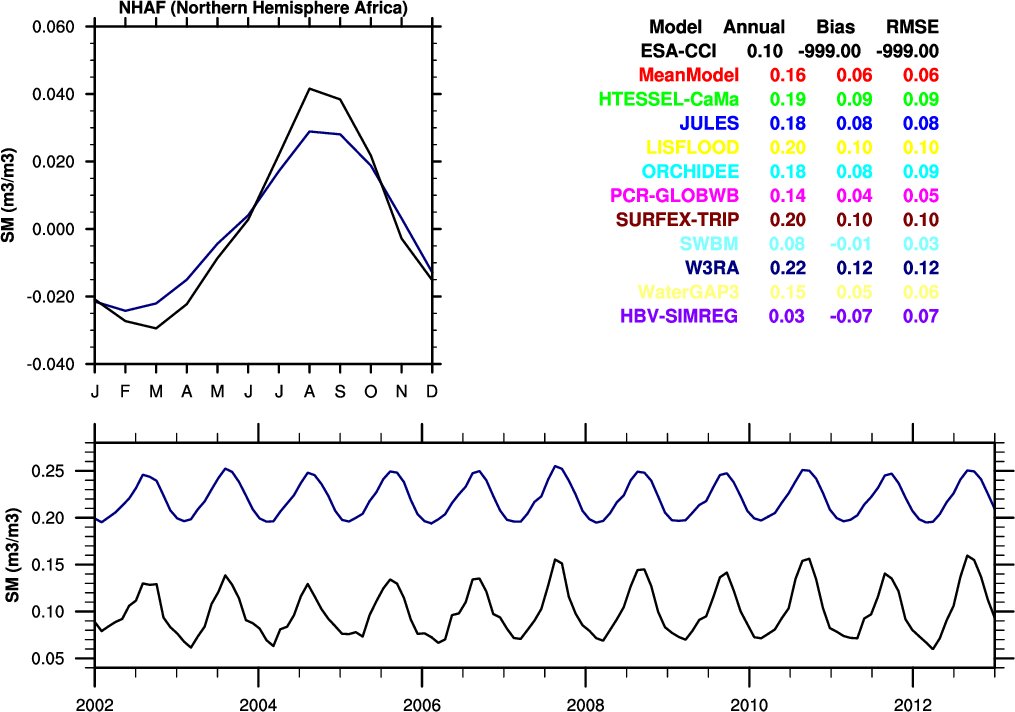 NHAF (Northern Hemisphere Africa)
0.060
0.040
0.020
0.000
-0.020
-0.040
SM (m3/m3)
J F M A M J J A S O N D
Model Annual Bias RMSE
ESA-CCI 0.10 -999.00 -999.00
MeanModel 0.16 0.06 0.06
HTESSEL-CaMa 0.19 0.09 0.09
JULES 0.18 0.08 0.08
LISFLOOD 0.20 0.10 0.10
ORCHIDEE 0.18 0.08 0.09
PCR-GLOBWB 0.14 0.04 0.05
SURFEX-TRIP 0.20 0.10 0.10
SWBM 0.08 -0.01 0.03
W3RA 0.22 0.12 0.12
WaterGAP3 0.15 0.05 0.06
HBV-SIMREG 0.03 -0.07 0.07
0.25
0.20
0.15
0.10
0.05
SM (m3/m3)
2002 2004 2006 2008 2010 2012